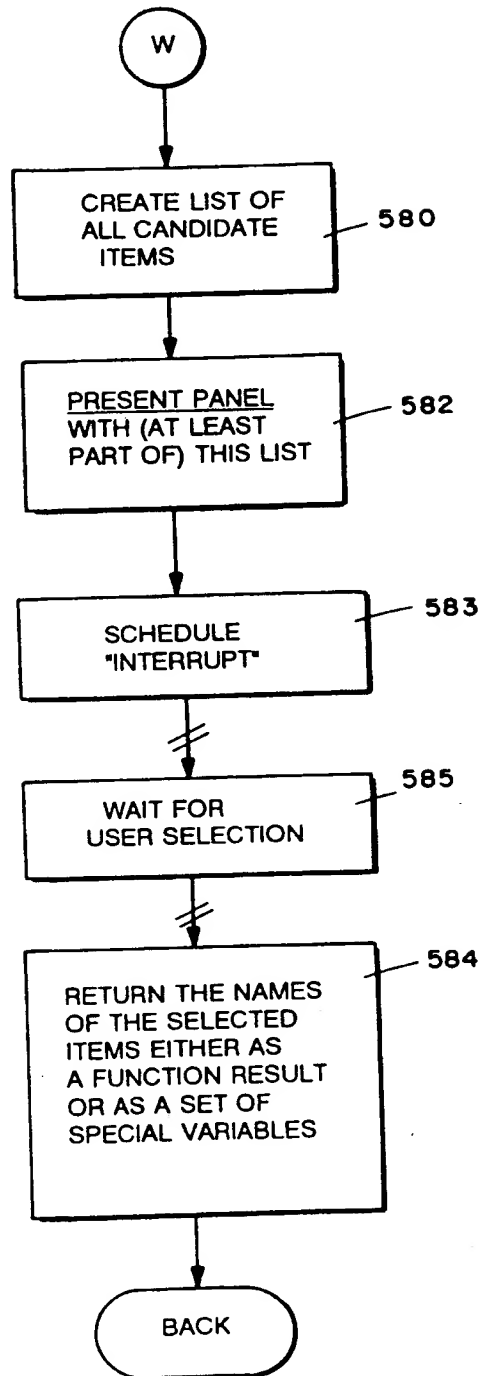 W
CREATE LIST OF
ALL CANDIDATE
ITEMS
580
PRESENT PANEL
WITH (AT LEAST
PART OF) THIS LIST
582
SCHEDULE
"INTERRUPT"
583
WAIT FOR
USER SELECTION
585
RETURN THE NAMES
OF THE SELECTED
ITEMS EITHER AS
A FUNCTION RESULT
OR AS A SET OF
SPECIAL VARIABLES
584
BACK